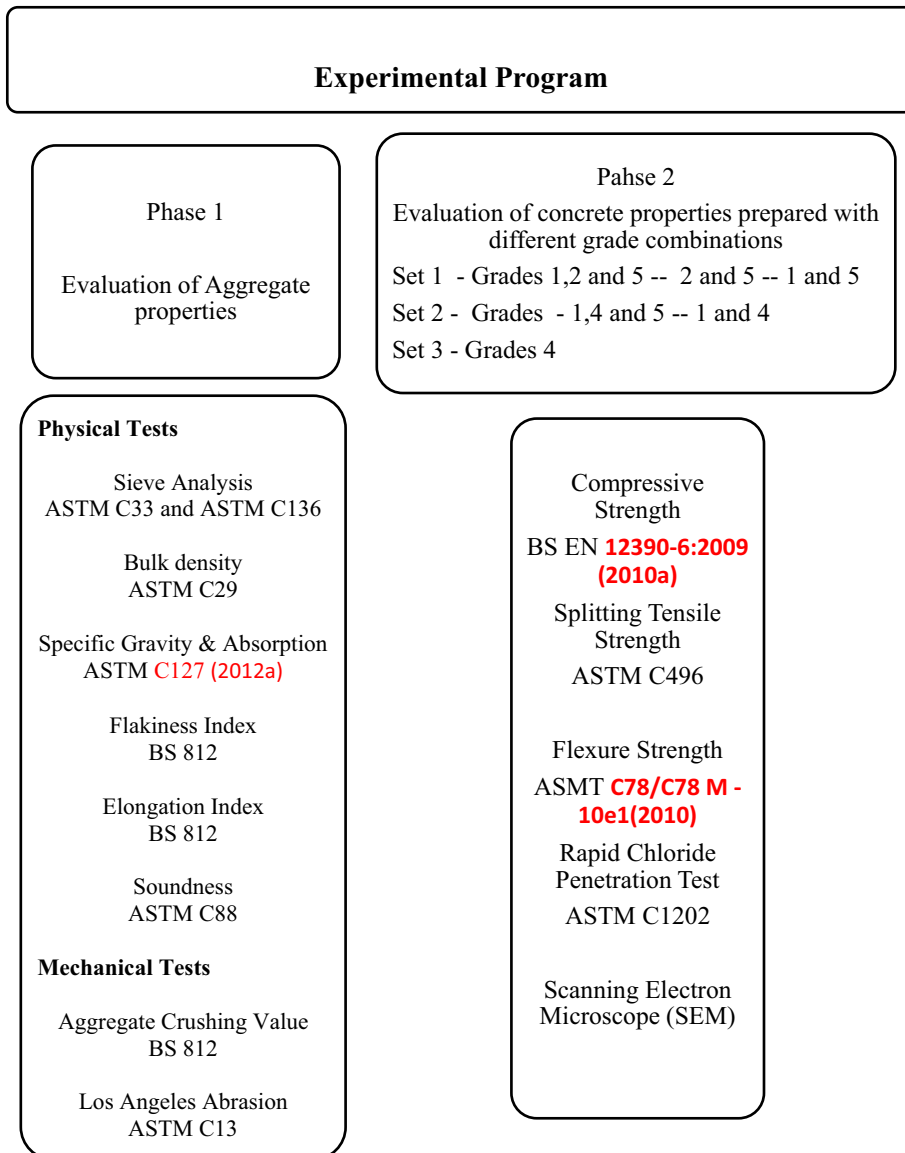 Experimental Program
Phase 1
Evaluation of Aggregate
properties
Pahse 2
Evaluation of concrete properties prepared with
different grade combinations
Set 1  - Grades 1,2 and 5 --  2 and 5 -- 1 and 5
Set 2 -  Grades  - 1,4 and 5 -- 1 and 4
Set 3 - Grades 4
Physical Tests
Sieve Analysis
ASTM C33 and ASTM C136
Bulk density
ASTM C29
Specific Gravity & Absorption
ASTM C127 (2012a)
Flakiness Index
BS 812
Elongation Index
BS 812
Soundness
ASTM C88
Mechanical Tests
Aggregate Crushing Value
BS 812
Los Angeles Abrasion
ASTM C13
Compressive
Strength
BS EN 12390-6:2009
(2010a)
Splitting Tensile
Strength
ASTM C496
Flexure Strength
ASMT C78/C78 M -
10e1(2010)
Rapid Chloride
Penetration Test
ASTM C1202
Scanning Electron
Microscope (SEM)